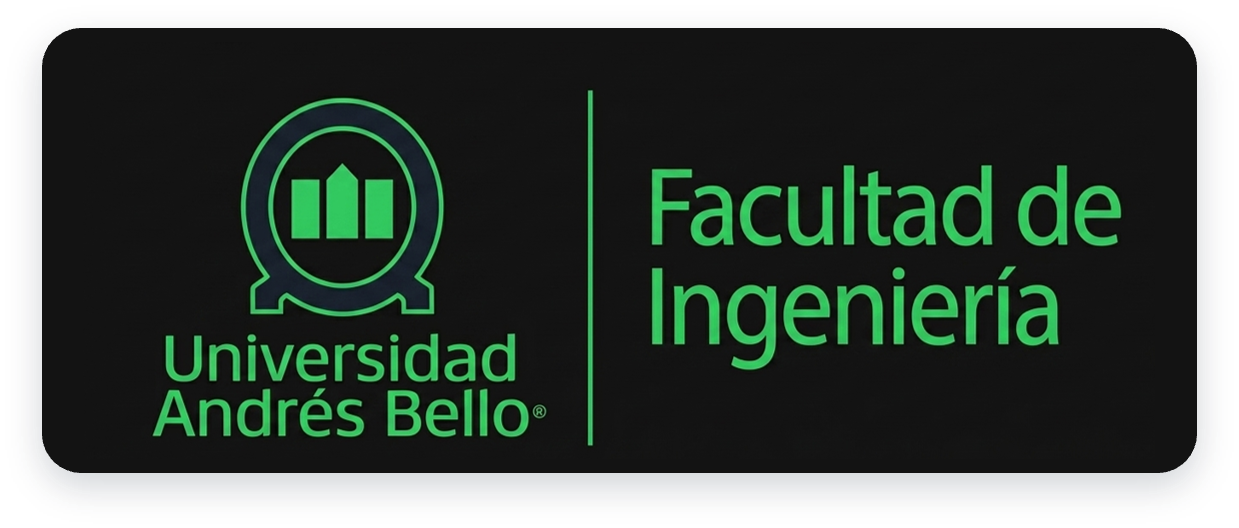 Universidad
Andrés Bello®
Facultad de
Ingeniería